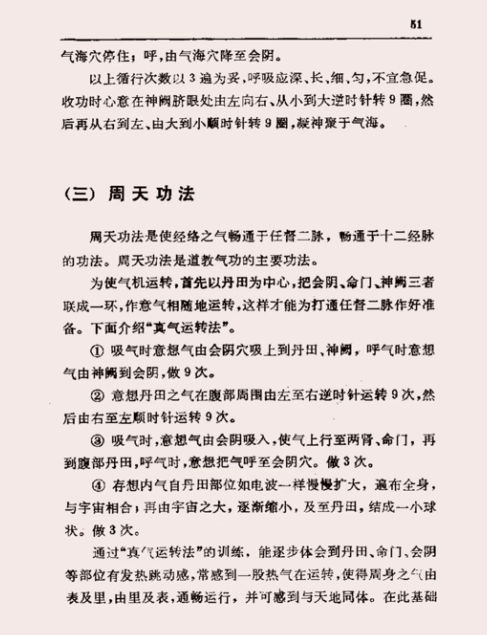 51
气海穴停住；呼，由气海穴降至会阴。
以上循行次数以3遍为妥，呼吸应深、长、细、匀，不宜急促。
收功时心意在神阙脐眼处由左向右、从小到大逆时针转9圈，然
后再从右到左、由大到小顺时针转9圈，凝神聚于气海。
(三) 周天功法
周天功法是使经络之气畅通于任督二脉，畅通于十二经脉
的功法。周天功法是道教气功的主要功法。
为使气机运转，首先以丹田为中心，把会阴、命门、神阙三者
联成一环，作意气相随地运转，这样才能为打通任督二脉作好准
备。下面介绍“真气运转法”。
① 吸气时意想气由会阴穴吸上到丹田、神阙，呼气时意想
气由神阙到会阴，做9次。
② 意想丹田之气在腹部周围由左至右逆时针运转9次，然
后由右至左顺时针运转9次。
③ 吸气时，意想气由会阴吸入，使气上行至两肾、命门，再
到腹部丹田，呼气时，意想把气呼至会阴穴。做3次。
④ 存想内气自丹田部位如电波一样慢慢扩大，遍布全身，
与宇宙相合；再由宇宙之大，逐渐缩小，及至丹田，结成一小球
状。做3次。
通过“真气运转法”的训练，能逐步体会到丹田、命门、会阴
等部位有发热跳动感，常感到一股热气在运转，使得周身之气由
表及里，由里及表，通畅运行，并可感到与天地同体。在此基础